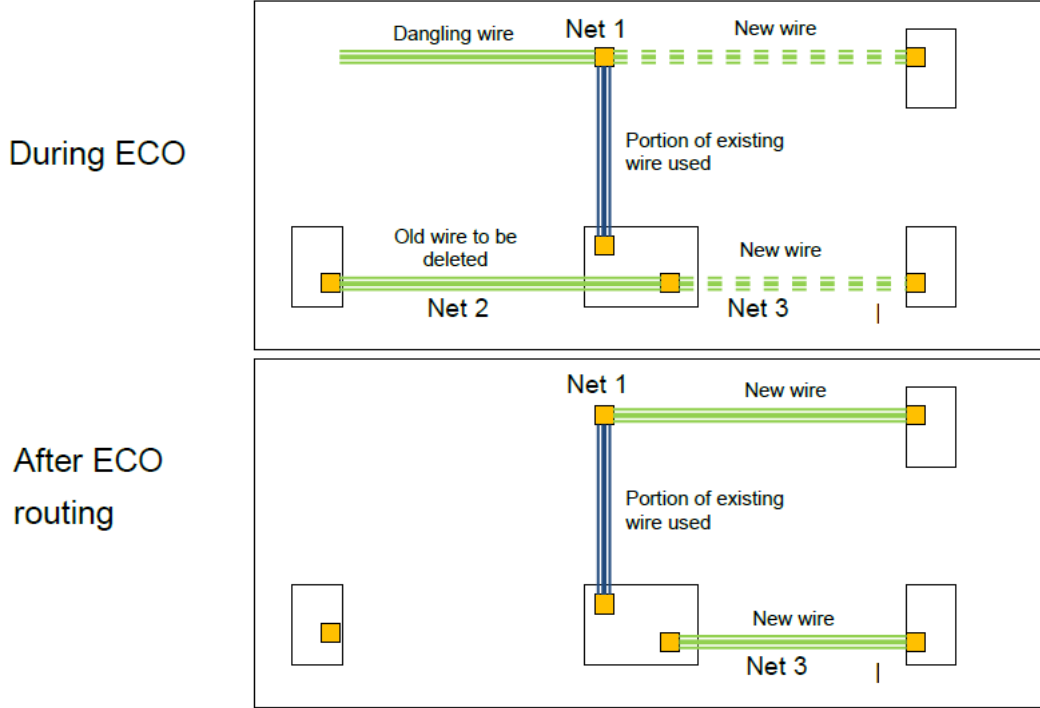 During ECO
Dangling wire
Net 1
New wire
Portion of existing
wire used
Old wire to be
deleted
New wire
Net 2
Net 3
|
After ECO
routing
Net 1
New wire
Portion of existing
wire used
New wire
Net 3
|